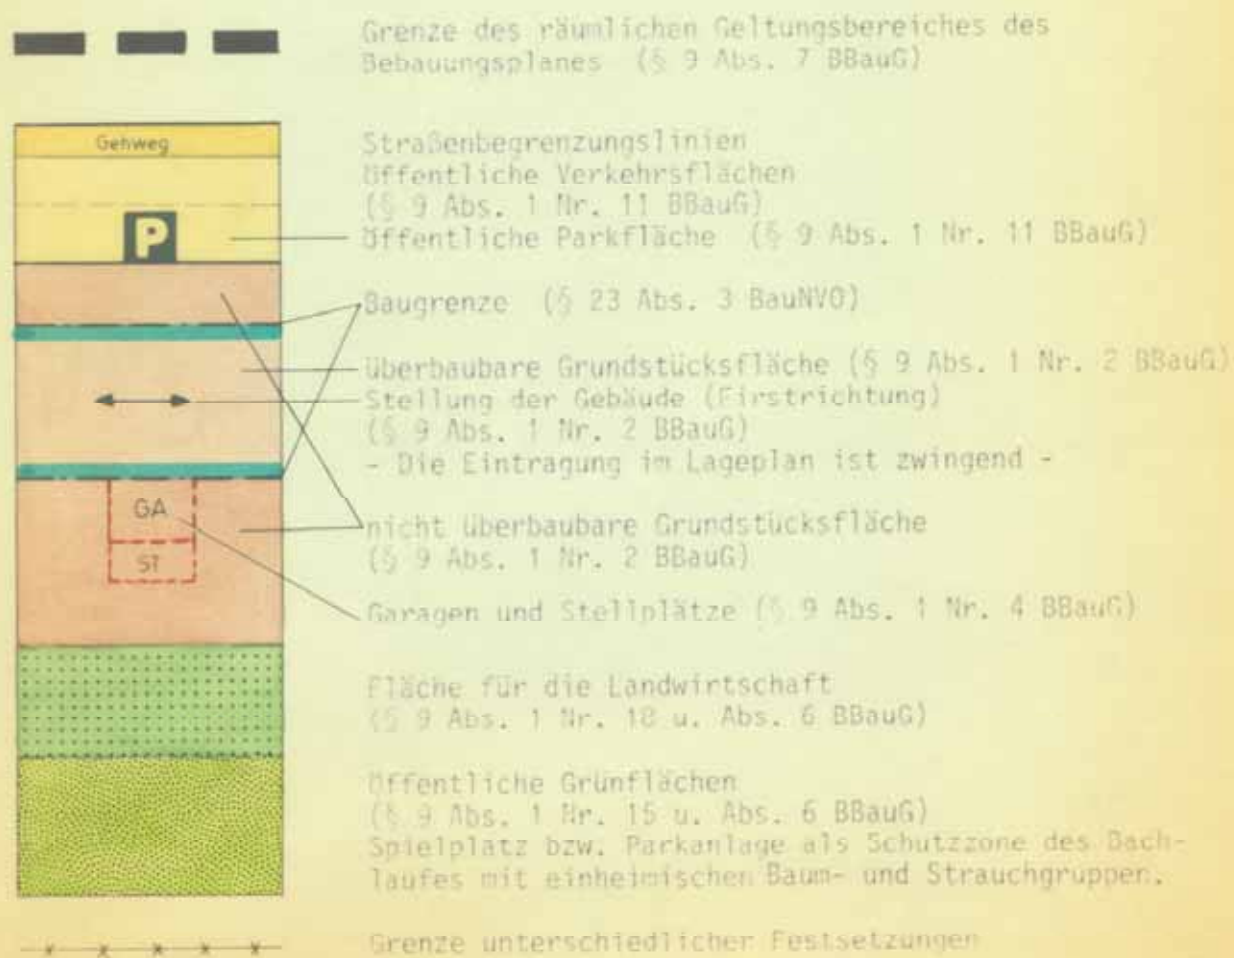 Grenze des räumlichen Geltungsbereiches des
Bebauungsplanes (§ 9 Abs. 7 BBauG)
Gehweg
Straßenbegrenzungslinien
Öffentliche Verkehrsflächen
(§ 9 Abs. 1 Nr. 11 BBauG)
P
Öffentliche Parkfläche (§ 9 Abs. 1 Nr. 11 BBauG)
Baugrenze (§ 23 Abs. 3 BauNVO)
Überbaubare Grundstücksfläche (§ 9 Abs. 1 Nr. 2 BBauG)
Stellung der Gebäude (Firstrichtung)
(§ 9 Abs. 1 Nr. 2 BBauG)
- Die Eintragung im Lageplan ist zwingend -
GA
ST
nicht überbaubare Grundstücksfläche
(§ 9 Abs. 1 Nr. 2 BBauG)
Garagen und Stellplätze (§ 9 Abs. 1 Nr. 4 BBauG)
Fläche für die Landwirtschaft
(§ 9 Abs. 1 Nr. 18 u. Abs. 6 BBauG)
Öffentliche Grünflächen
(§ 9 Abs. 1 Nr. 15 u. Abs. 6 BBauG)
Spielplatz bzw. Parkanlage als Schutzzone des Bach-
laufes mit einheimischen Baum- und Strauchgruppen.
Grenze unterschiedlicher Festsetzungen